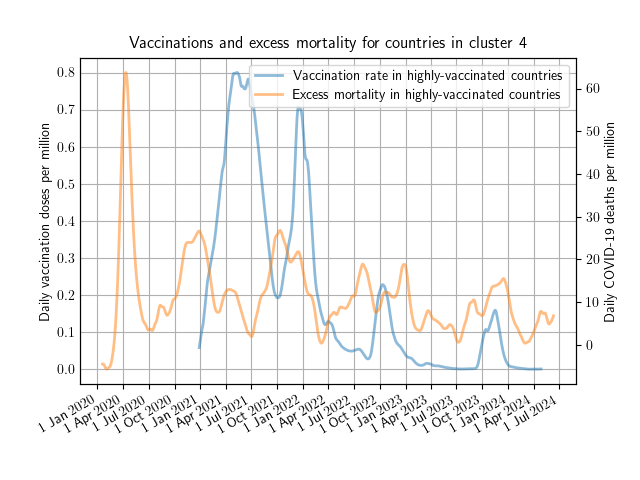 Vaccinations and excess mortality for countries in cluster 4
Vaccination rate in highly-vaccinated countries
Excess mortality in highly-vaccinated countries
Daily vaccination doses per million
0.8
0.7
0.6
0.5
0.4
0.3
0.2
0.1
0.0
60
50
40
30
20
10
0
Daily COVID-19 deaths per million
1 Jan 2020
1 Apr 2020
1 Jul 2020
1 Oct 2020
1 Jan 2021
1 Apr 2021
1 Jul 2021
1 Oct 2021
1 Jan 2022
1 Apr 2022
1 Jul 2022
1 Oct 2022
1 Jan 2023
1 Apr 2023
1 Jul 2023
1 Oct 2023
1 Jan 2024
1 Apr 2024
1 Jul 2024